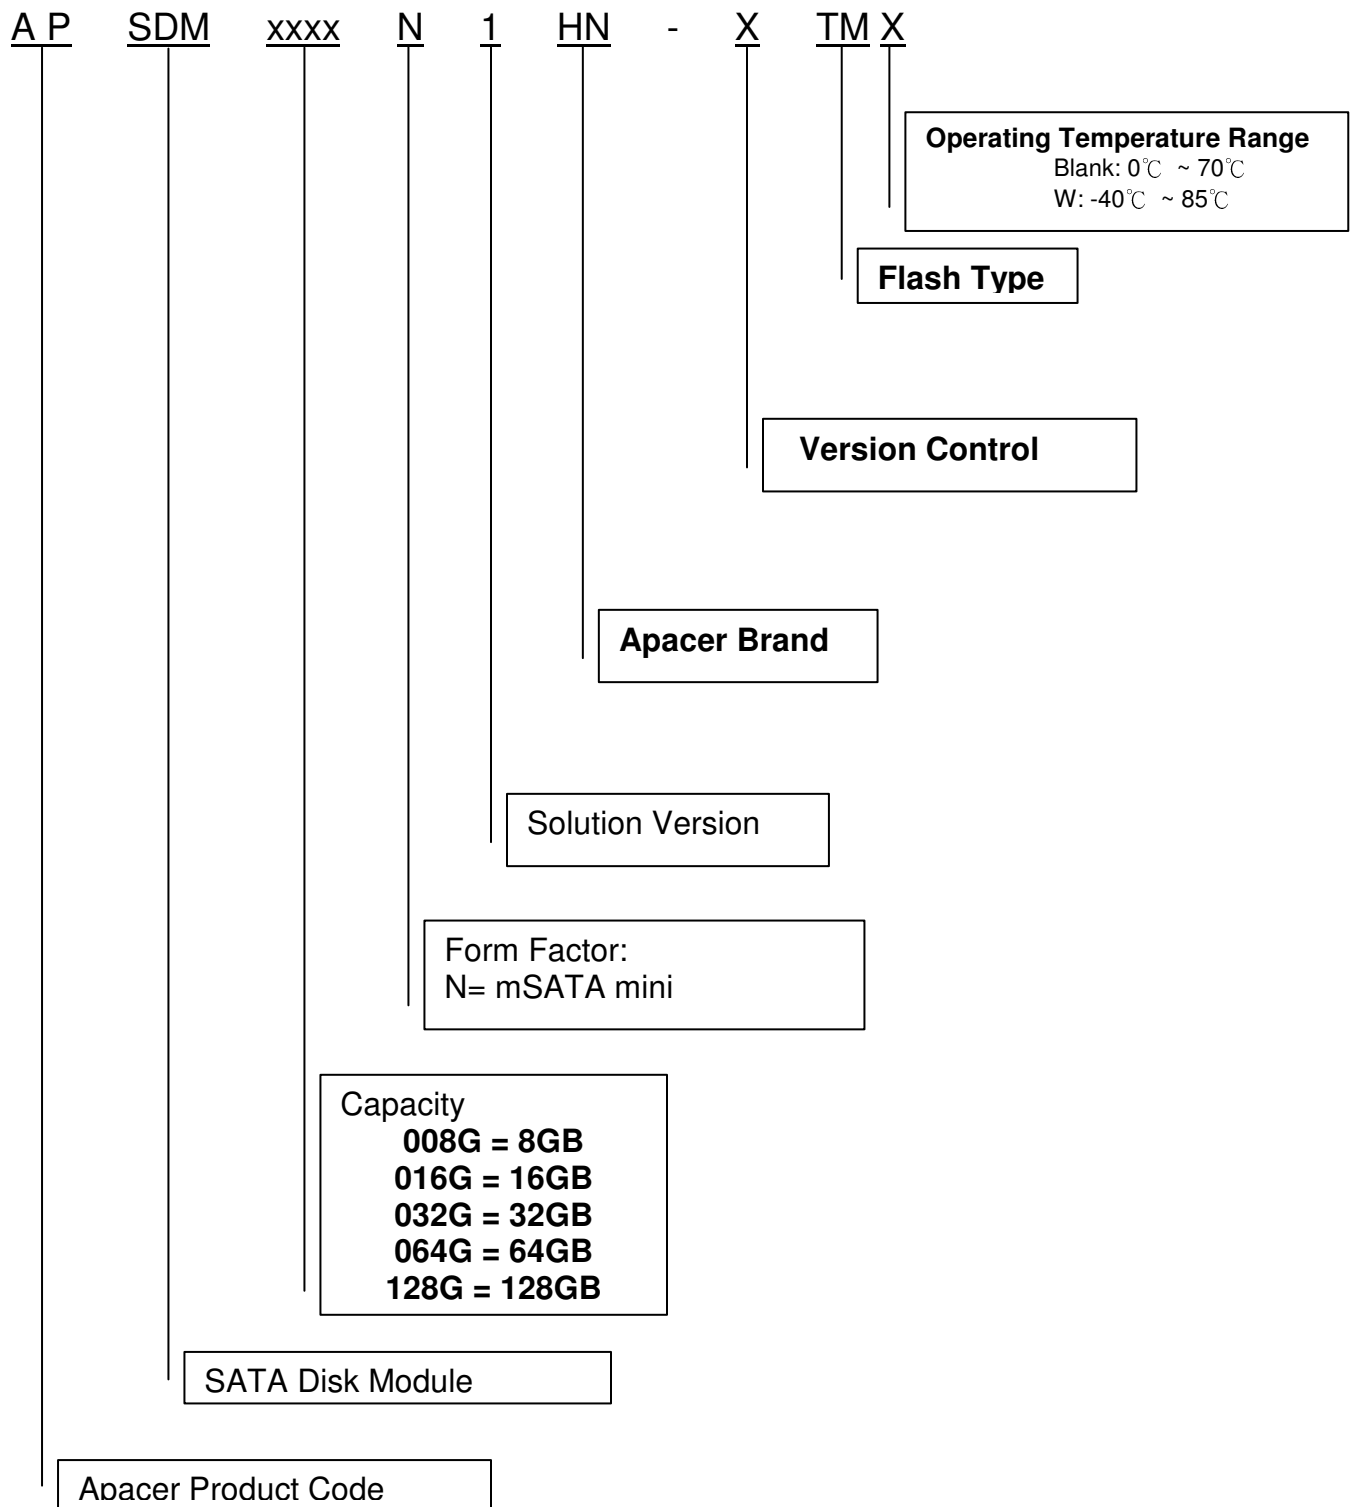 A P SDM xxxx N 1 HN - X TM X
Operating Temperature Range
Blank: 0℃ ~ 70℃
W: -40℃ ~ 85℃
Flash Type
Version Control
Apacer Brand
Solution Version
Form Factor:
N= mSATA mini
Capacity
008G = 8GB
016G = 16GB
032G = 32GB
064G = 64GB
128G = 128GB
SATA Disk Module
Apacer Product Code